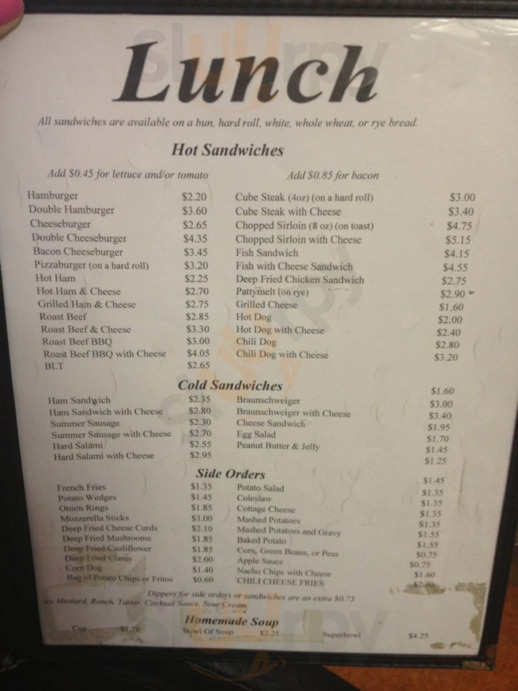 Lunch
All sandwiches are available on a bun, hard roll, white, whole wheat, or rye bread.
Hot Sandwiches
Add $0.45 for lettuce and/or tomato
Add $0.85 for bacon
Hamburger $2.20
Double Hamburger $3.60
Cheeseburger $2.65
Double Cheeseburger $4.35
Bacon Cheeseburger $3.45
Pizzaburger (on a hard roll) $3.20
Hot Ham $2.25
Hot Ham & Cheese $2.70
Grilled Ham & Cheese $2.75
Roast Beef $2.85
Roast Beef & Cheese $3.30
Roast Beef BBQ $3.00
Roast Beef BBQ with Cheese $4.05
BLT $2.65
Cube Steak (4oz) (on a hard roll) $3.00
Cube Steak with Cheese $3.40
Chopped Sirloin (8 oz) (on toast) $4.75
Chopped Sirloin with Cheese $5.15
Fish Sandwich $4.15
Fish with Cheese Sandwich $4.55
Deep Fried Chicken Sandwich $2.75
Pattymelt (on rye) $2.90
Grilled Cheese $1.60
Hot Dog $2.00
Hot Dog with Cheese $2.40
Chili Dog $2.80
Chili Dog with Cheese $3.20
Cold Sandwiches
Ham Sandwich $2.35
Ham Sandwich with Cheese $2.80
Summer Sausage $2.30
Summer Sausage with Cheese $2.70
Hard Salami $2.55
Hard Salami with Cheese $2.95
Braunschweiger
Braunschweiger with Cheese
Cheese Sandwich
Egg Salad
Peanut Butter & Jelly
$1.60
$3.00
$3.40
$1.95
$1.70
$1.45
$1.25
Side Orders
French Fries $1.35
Potato Wedges $1.45
Onion Rings $1.85
Mozzerella Sticks $3.00
Deep Fried Cheese Curds $2.10
Deep Fried Mushrooms $1.85
Deep Fried Cauliflower $1.85
Deep Fried Clams $2.00
Corn Dog $1.40
Bag of Potato Chips or Fritos $0.60
Potato Salad $1.45
Coleslaw $1.35
Cottage Cheese $1.35
Mashed Potatoes $1.35
Mashed Potatoes and Gravy $1.35
Baked Potato $1.55
Corn, Green Beans, or Peas $1.55
Apple Sauce $0.75
Nacho Chips with Cheese $0.75
CHILI CHEESE FRIES $1.60
Dippers for side orders or sandwiches are an extra $0.75
Mustard, Ranch, Tartar, Cocktail Sauce, Sour Cream
Homemade Soup
Cup $1.70 Bowl Of Soup $3.25 Superbowl $4.25